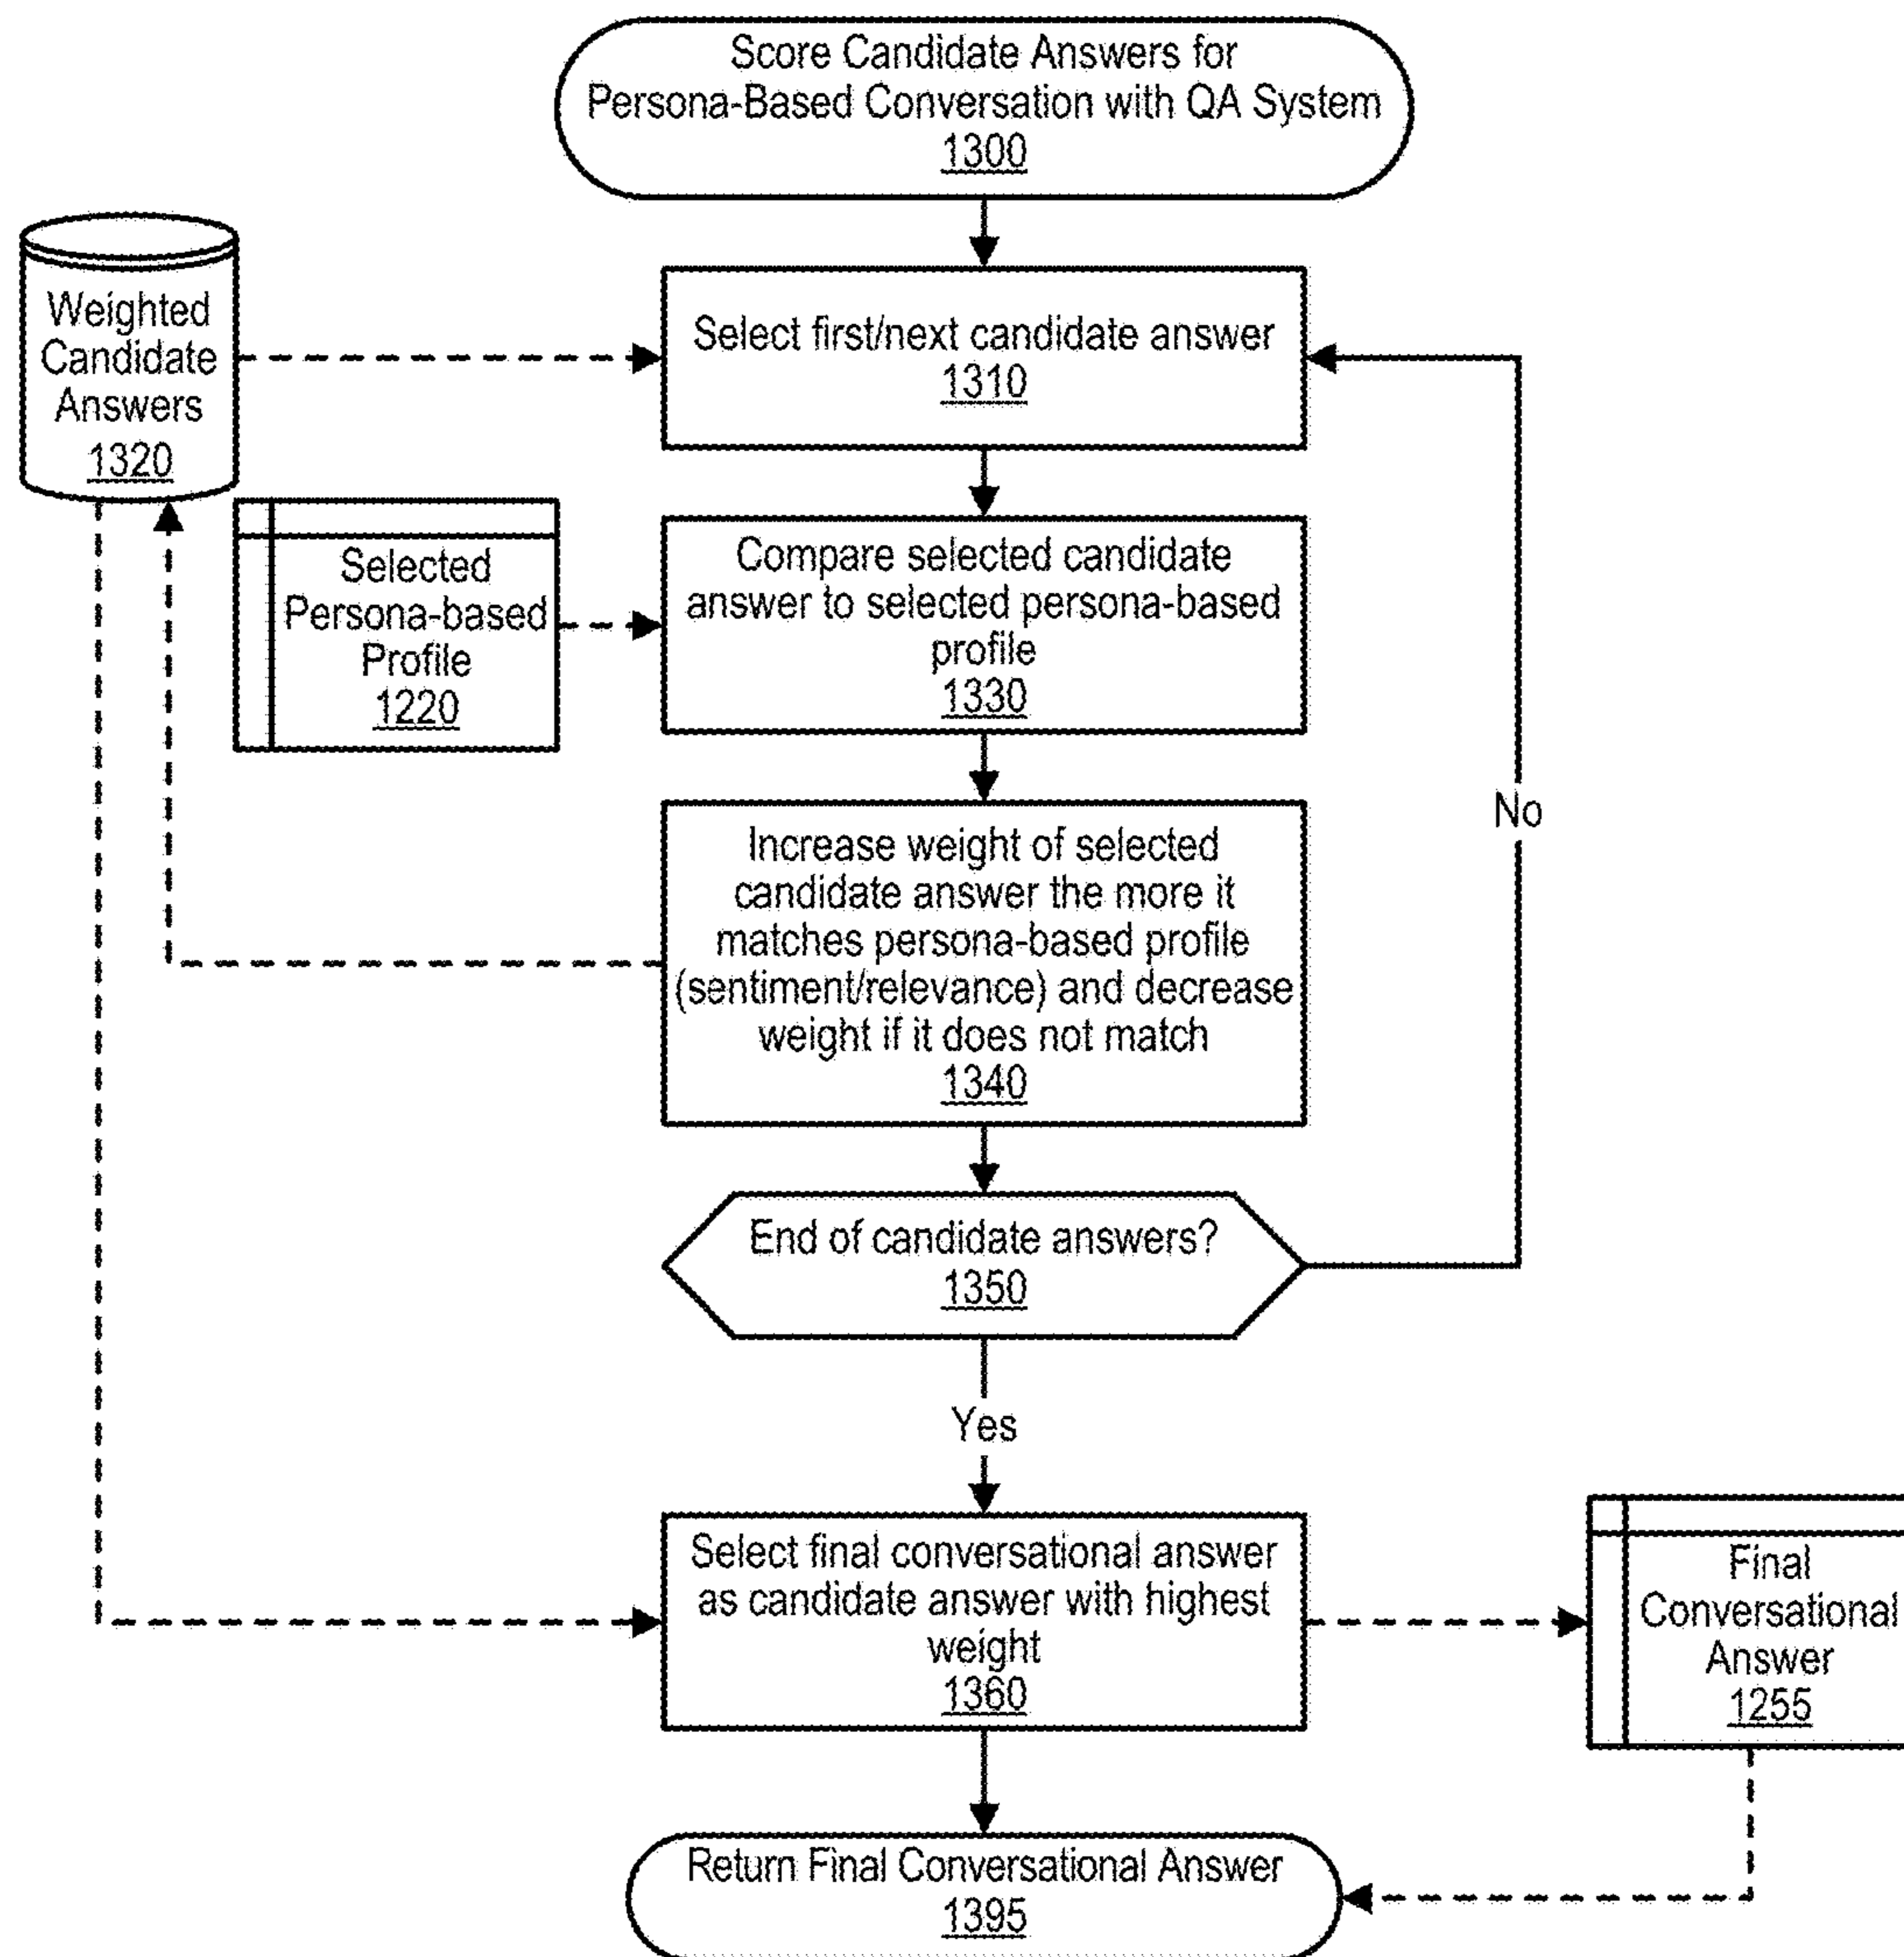 Score Candidate Answers for
Persona-Based Conversation with QA System
1300
Weighted
Candidate
Answers
1320
Select first/next candidate answer
1310
Selected
Persona-based
Profile
1220
Compare selected candidate
answer to selected persona-based
profile
1330
No
Increase weight of selected
candidate answer the more it
matches persona-based profile
(sentiment/relevance) and decrease
weight if it does not match
1340
End of candidate answers?
1350
Yes
Select final conversational answer
as candidate answer with highest
weight
1360
Final
Conversational
Answer
1255
Return Final Conversational Answer
1395